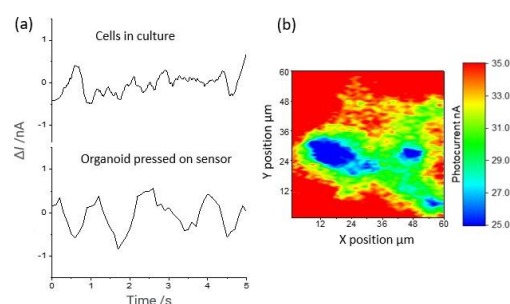 (a)
Cells in culture
1
0
-1
ΔI /nA
Organoid pressed on sensor
1
0
-1
0 1 2 3 4 5
Time /s
(b)
60
48
36
24
12
Y position µm
12 24 36 48 60
X position µm
35.0
33.0
31.0
29.0
27.0
25.0
Photocurrent nA